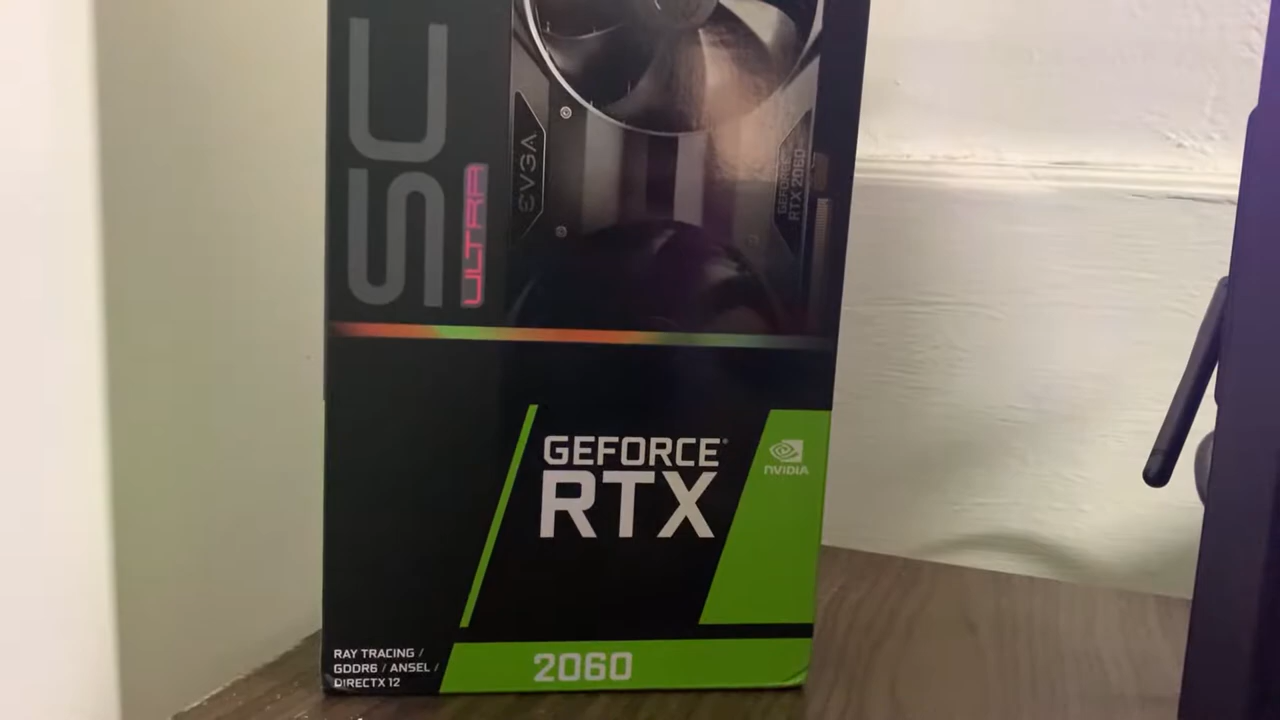 SC
ULTRA
EVGA
GEFORCE
RTX 2060
GEFORCE®
RTX
NVIDIA
RAY TRACING /
GDDR6 / ANSEL /
DIRECTX 12
2060